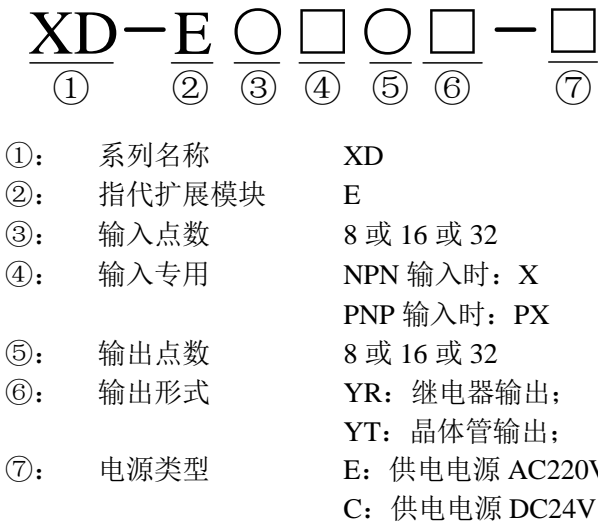 XD－E○□○□－□
① ② ③ ④ ⑤ ⑥ ⑦
①： 系列名称 XD
②： 指代扩展模块 E
③： 输入点数 8 或 16 或 32
④： 输入专用 NPN 输入时：X
PNP 输入时：PX
⑤： 输出点数 8 或 16 或 32
⑥： 输出形式 YR：继电器输出；
YT：晶体管输出；
⑦： 电源类型 E：供电电源 AC220V
C：供电电源 DC24V